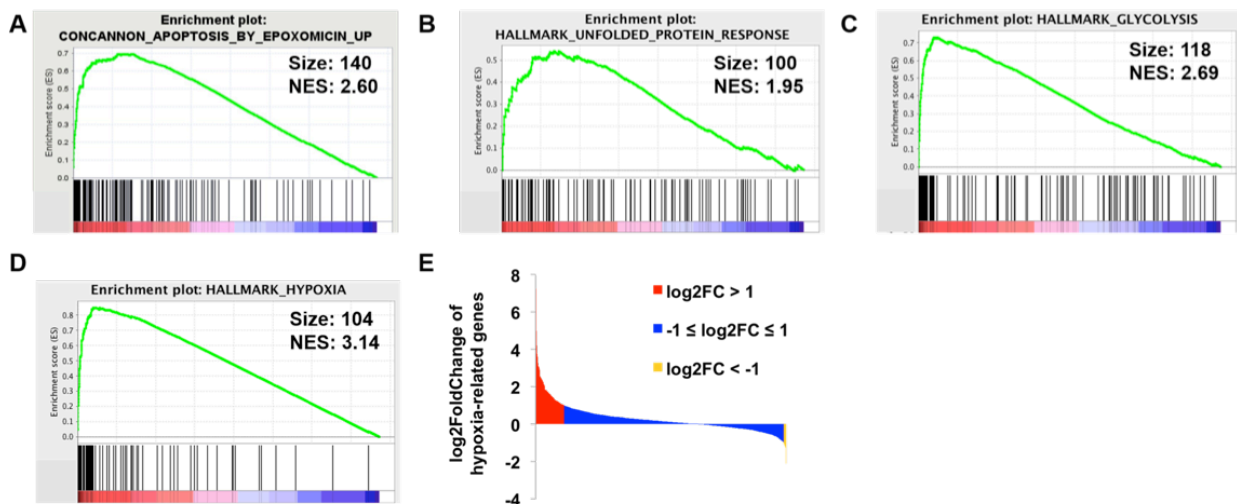 A
Enrichment plot:
CONCANNON_APOPTOSIS_BY_EPOXOMICIN_UP
Size: 140
NES: 2.60
Enrichment score (ES)
0.7
0.6
0.5
0.4
0.3
0.2
0.1
0.0
B
Enrichment plot:
HALLMARK_UNFOLDED_PROTEIN_RESPONSE
Size: 100
NES: 1.95
Enrichment score (ES)
0.5
0.4
0.3
0.2
0.1
0.0
C
Enrichment plot: HALLMARK_GLYCOLYSIS
Size: 118
NES: 2.69
Enrichment score (ES)
0.7
0.6
0.5
0.4
0.3
0.2
0.1
0.0
D
Enrichment plot: HALLMARK_HYPOXIA
Size: 104
NES: 3.14
Enrichment score (ES)
0.8
0.7
0.6
0.5
0.4
0.3
0.2
0.1
0.0
E
log2FoldChange of
hypoxia-related genes
8
6
4
2
0
-2
-4
log2FC > 1
-1 ≤ log2FC ≤ 1
log2FC < -1